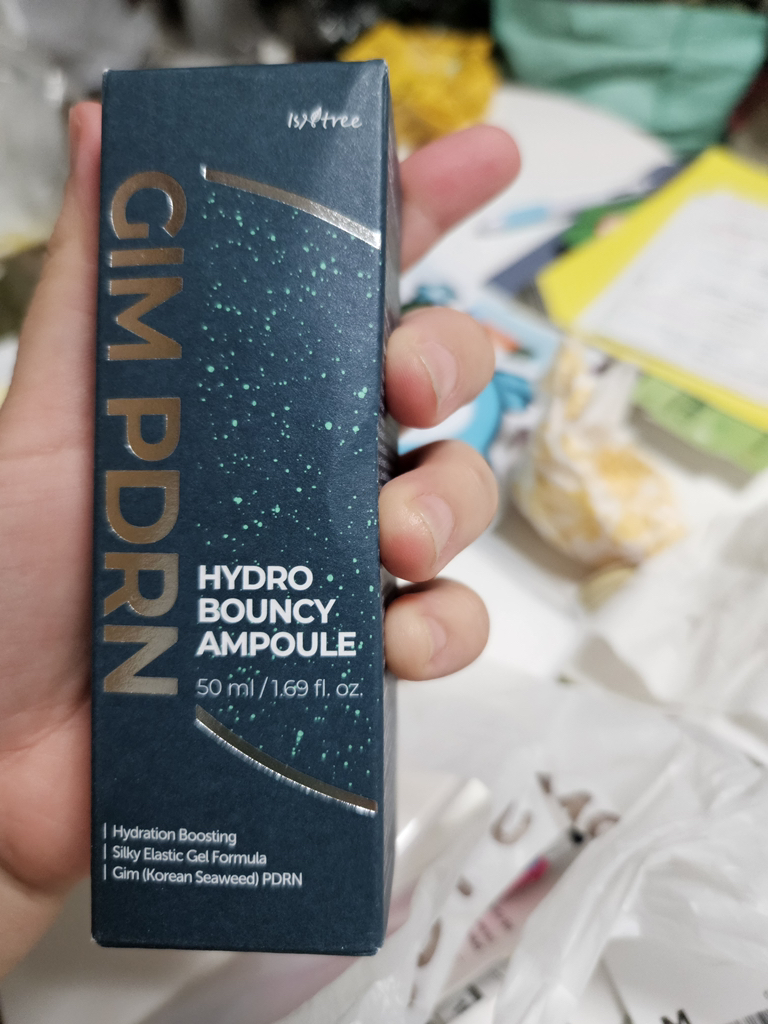 Isntree
GIM PDRN
HYDRO
BOUNCY
AMPOULE
50 ml / 1.69 fl. oz.
| Hydration Boosting
| Silky Elastic Gel Formula
| Gim (Korean Seaweed) PDRN